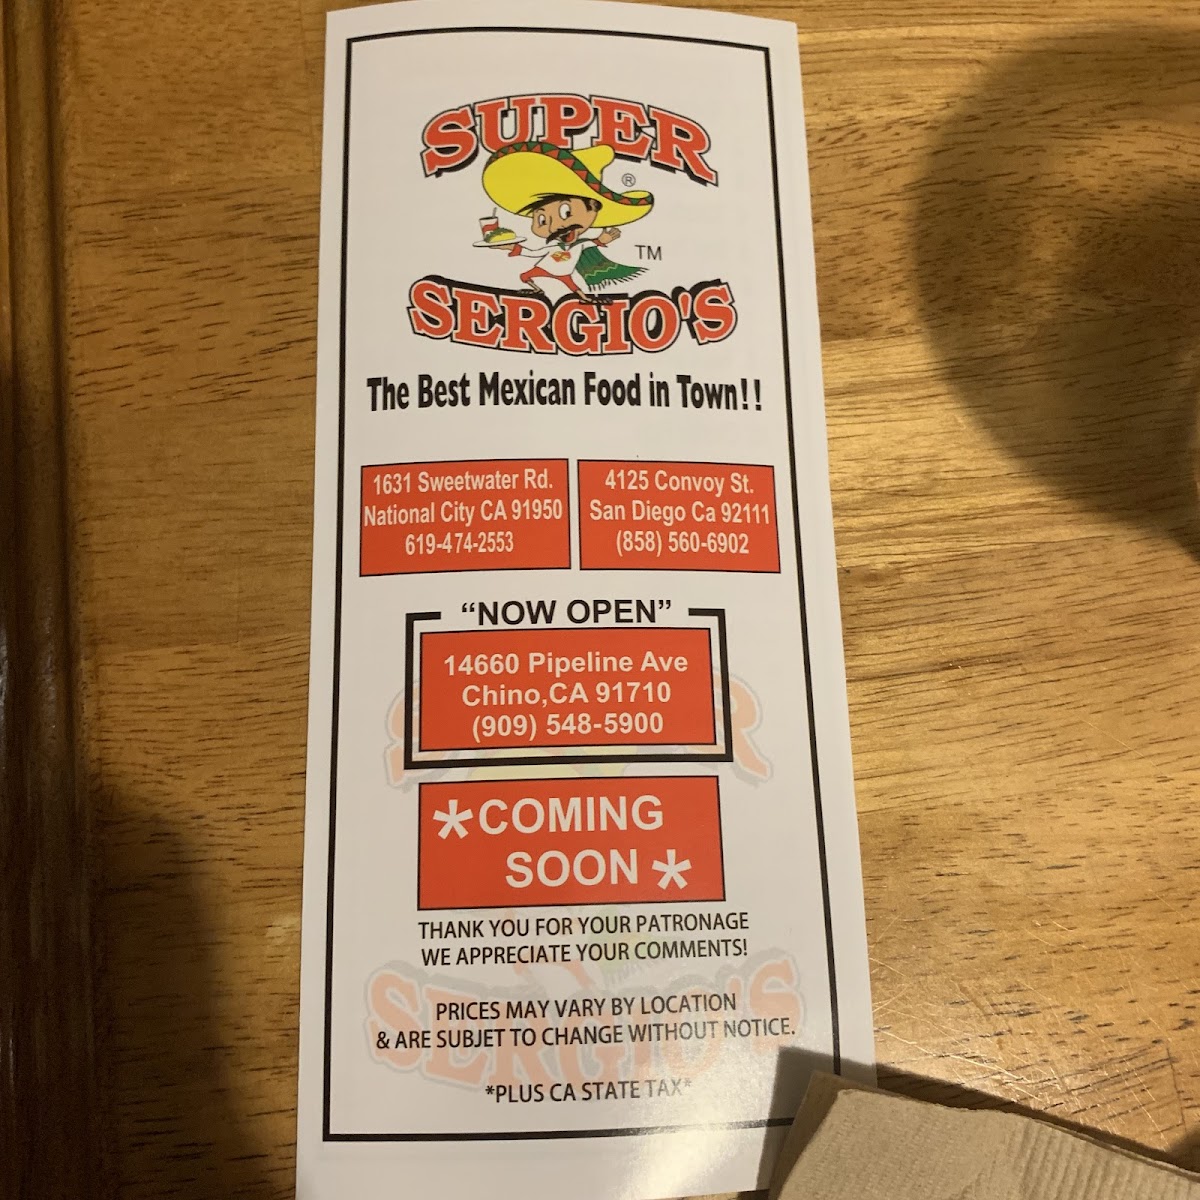 SUPER
®
TM
SERGIO'S
The Best Mexican Food in Town!!
1631 Sweetwater Rd.
National City CA 91950
619-474-2553
4125 Convoy St.
San Diego Ca 92111
(858) 560-6902
“NOW OPEN”
14660 Pipeline Ave
Chino,CA 91710
(909) 548-5900
*COMING
SOON*
THANK YOU FOR YOUR PATRONAGE
WE APPRECIATE YOUR COMMENTS!
PRICES MAY VARY BY LOCATION
& ARE SUBJET TO CHANGE WITHOUT NOTICE.
*PLUS CA STATE TAX*